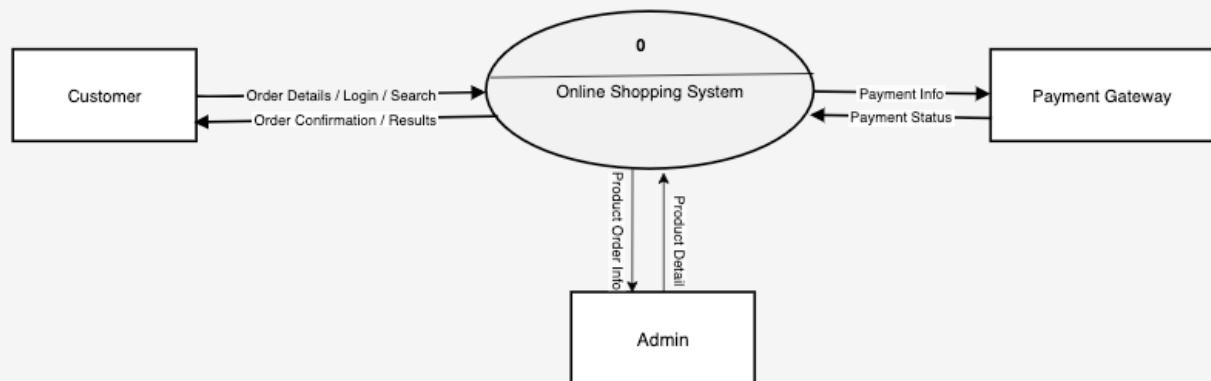 0
Customer
Order Details / Login / Search
Online Shopping System
Payment Info
Payment Gateway
Order Confirmation / Results
Payment Status
Product Order Info
Product Detail
Admin